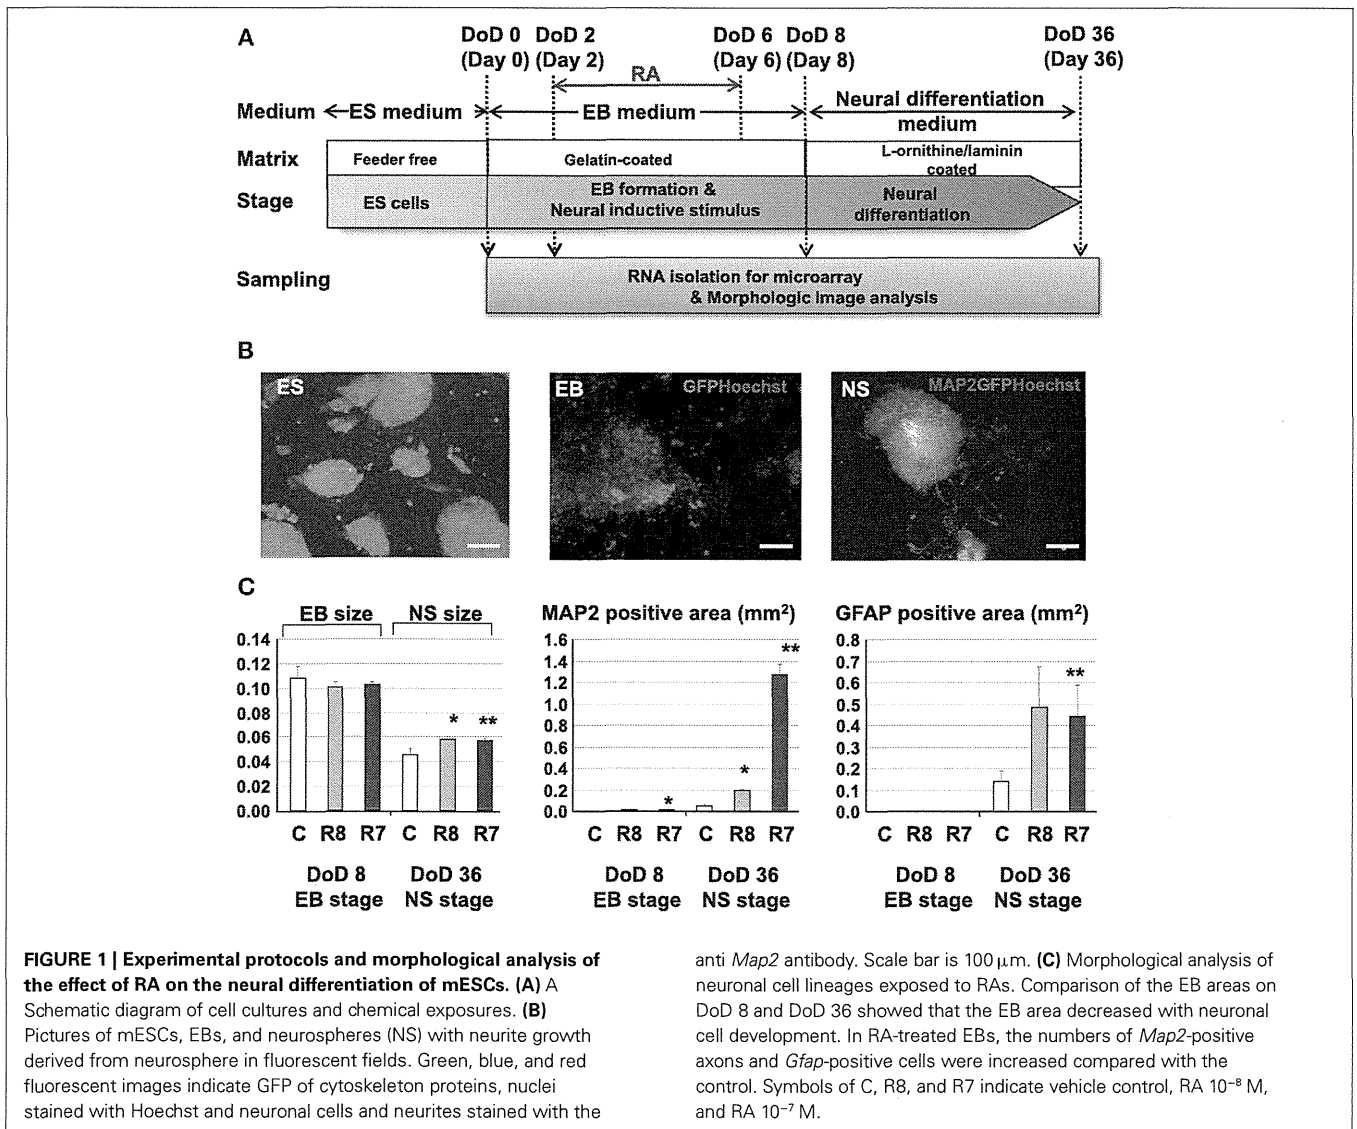 A
DoD 0 DoD 2 DoD 6 DoD 8 DoD 36
(Day 0) (Day 2) (Day 6) (Day 8) (Day 36)
RA
Medium ES medium EB medium Neural differentiation medium
Matrix Feeder free Gelatin-coated L-ornithine/laminin coated
Stage ES cells EB formation & Neural inductive stimulus Neural differentiation
Sampling RNA isolation for microarray & Morphologic image analysis
B
ES
EB GFPHoechst
NS MAP2GFPHoechst
C
EB size NS size
0.14
0.12
0.10
0.08
0.06
0.04
0.02
0.00
* **
C R8 R7 C R8 R7
DoD 8 DoD 36
EB stage NS stage
MAP2 positive area (mm²)
1.6
1.4
1.2
1.0
0.8
0.6
0.4
0.2
0.0
* * **
C R8 R7 C R8 R7
DoD 8 DoD 36
EB stage NS stage
GFAP positive area (mm²)
0.8
0.7
0.6
0.5
0.4
0.3
0.2
0.1
0.0
**
C R8 R7 C R8 R7
DoD 8 DoD 36
EB stage NS stage
FIGURE 1 | Experimental protocols and morphological analysis of
the effect of RA on the neural differentiation of mESCs. (A) A
Schematic diagram of cell cultures and chemical exposures. (B)
Pictures of mESCs, EBs, and neurospheres (NS) with neurite growth
derived from neurosphere in fluorescent fields. Green, blue, and red
fluorescent images indicate GFP of cytoskeleton proteins, nuclei
stained with Hoechst and neuronal cells and neurites stained with the
anti Map2 antibody. Scale bar is 100 μm. (C) Morphological analysis of
neuronal cell lineages exposed to RAs. Comparison of the EB areas on
DoD 8 and DoD 36 showed that the EB area decreased with neuronal
cell development. In RA-treated EBs, the numbers of Map2-positive
axons and Gfap-positive cells were increased compared with the
control. Symbols of C, R8, and R7 indicate vehicle control, RA 10⁻⁸ M,
and RA 10⁻⁷ M.